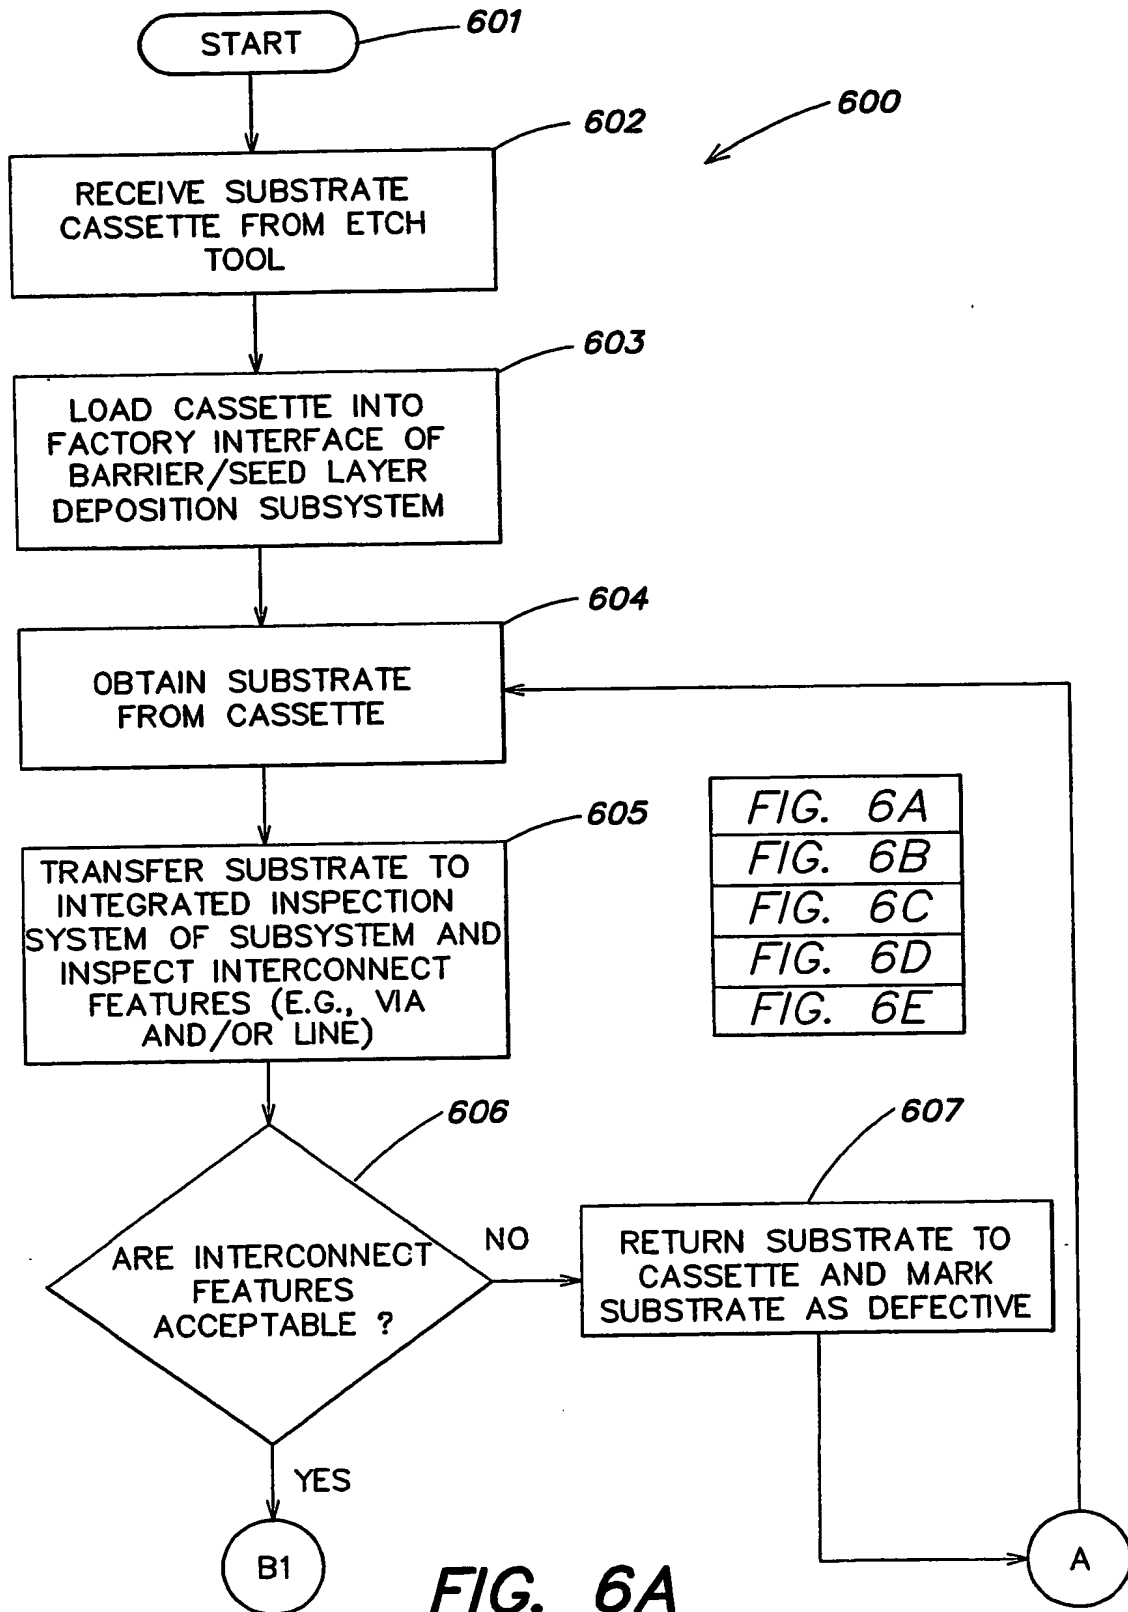 START
601
600
602
RECEIVE SUBSTRATE
CASSETTE FROM ETCH
TOOL
603
LOAD CASSETTE INTO
FACTORY INTERFACE OF
BARRIER/SEED LAYER
DEPOSITION SUBSYSTEM
604
OBTAIN SUBSTRATE
FROM CASSETTE
605
TRANSFER SUBSTRATE TO
INTEGRATED INSPECTION
SYSTEM OF SUBSYSTEM AND
INSPECT INTERCONNECT
FEATURES (E.G., VIA
AND/OR LINE)
FIG. 6A
FIG. 6B
FIG. 6C
FIG. 6D
FIG. 6E
606
ARE INTERCONNECT
FEATURES
ACCEPTABLE ?
NO
607
RETURN SUBSTRATE TO
CASSETTE AND MARK
SUBSTRATE AS DEFECTIVE
YES
B1
A
FIG. 6A